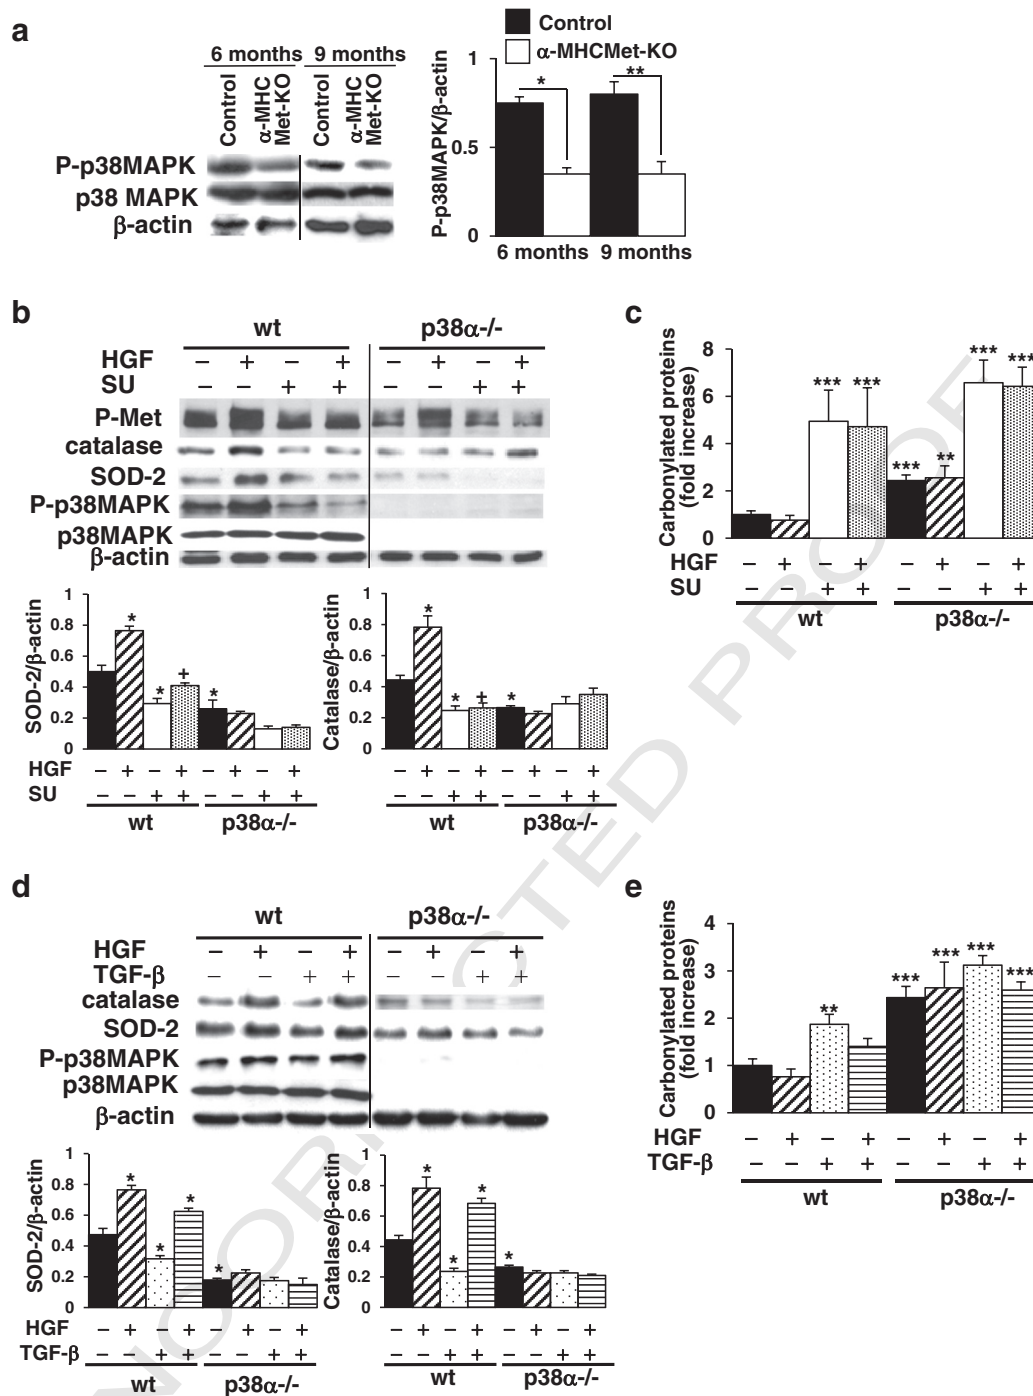 a
6 months 9 months
Control
α-MHC
Met-KO
Control
α-MHC
Met-KO
P-p38MAPK
p38 MAPK
β-actin
Control
α-MHCMet-KO
P-p38MAPK/β-actin
1
0.5
0
* **
6 months 9 months
b
wt p38α-/-
HGF − + − + − + − +
SU − − + + − − + +
P-Met
catalase
SOD-2
P-p38MAPK
p38MAPK
β-actin
SOD-2/β-actin
1
0.8
0.6
0.4
0.2
0
* * + *
HGF − + − + − + − +
SU − − + + − − + +
wt p38α-/-
Catalase/β-actin
1
0.8
0.6
0.4
0.2
0
* * + *
− + − + − + − +
− − + + − − + +
wt p38α-/-
c
Carbonylated proteins
(fold increase)
8
6
4
2
0
*** *** *** ** *** ***
HGF − + − + − + − +
SU − − + + − − + +
wt p38α-/-
d
wt p38α-/-
HGF − + − + − + − +
TGF-β − − + + − − + +
catalase
SOD-2
P-p38MAPK
p38MAPK
β-actin
SOD-2/β-actin
1
0.8
0.6
0.4
0.2
0
* * * *
HGF − + − + − + − +
TGF-β − − + + − − + +
wt p38α-/-
Catalase/β-actin
1
0.8
0.6
0.4
0.2
0
* * * *
− + − + − + − +
− − + + − − + +
wt p38α-/-
e
Carbonylated proteins
(fold increase)
4
3
2
1
0
** *** *** *** ***
HGF − + − + − + − +
TGF-β − − + + − − + +
wt p38α-/-
NCORRECTED PROOF